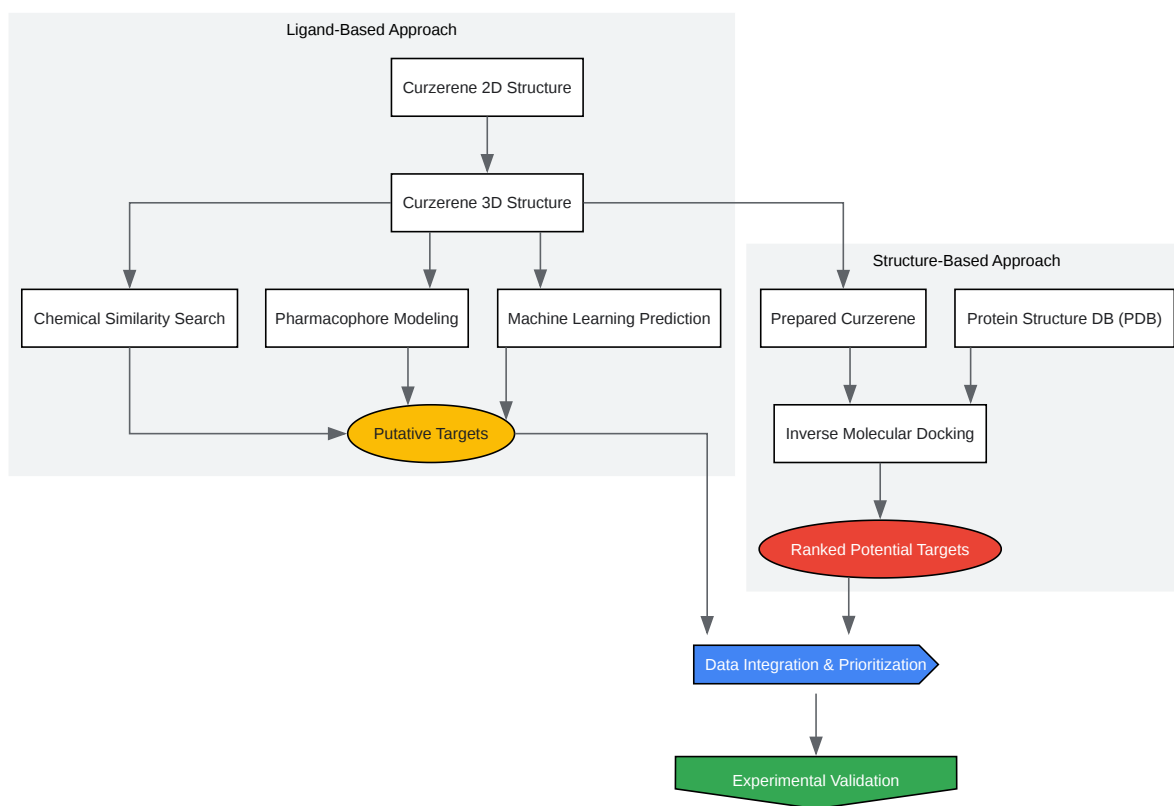 Ligand-Based Approach
Curzerene 2D Structure
Curzerene 3D Structure
Structure-Based Approach
Chemical Similarity Search
Pharmacophore Modeling
Machine Learning Prediction
Prepared Curzerene
Protein Structure DB (PDB)
Putative Targets
Inverse Molecular Docking
Ranked Potential Targets
Data Integration & Prioritization
Experimental Validation